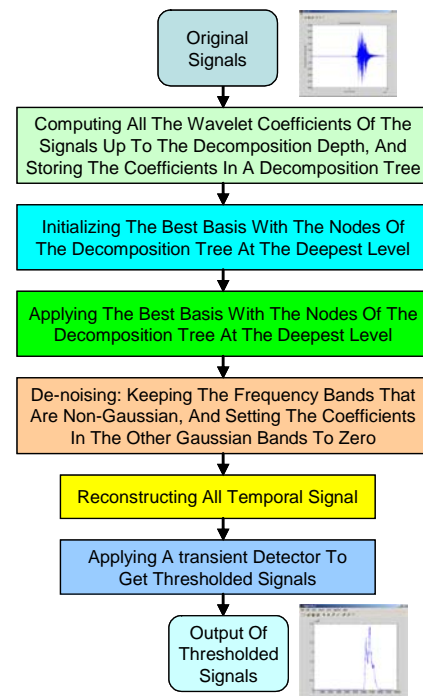 Original
Signals
Computing All The Wavelet Coefficients Of The
Signals Up To The Decomposition Depth, And
Storing The Coefficients In A Decomposition Tree
Initializing The Best Basis With The Nodes Of
The Decomposition Tree At The Deepest Level
Applying The Best Basis With The Nodes Of The
Decomposition Tree At The Deepest Level
De-noising: Keeping The Frequency Bands That
Are Non-Gaussian, And Setting The Coefficients
In The Other Gaussian Bands To Zero
Reconstructing All Temporal Signal
Applying A transient Detector To
Get Thresholded Signals
Output Of
Thresholded
Signals